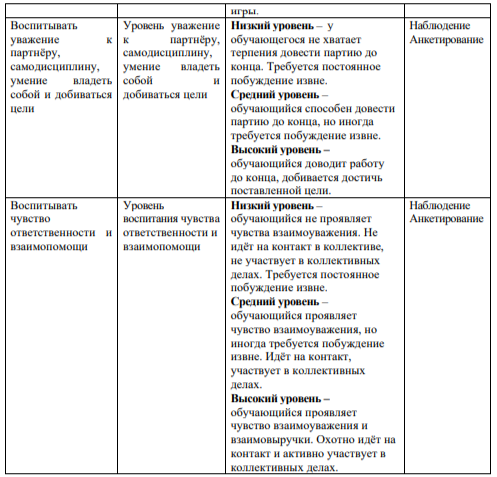 игры.
Воспитывать
уважение к
партнёру,
самодисциплину,
умение владеть
собой и добиваться
цели
Уровень уважение
к партнёру,
самодисциплину,
умение владеть
собой и
добиваться цели
Низкий уровень – у
обучающегося не хватает
терпения довести партию до
конца. Требуется постоянное
побуждение извне.
Средний уровень –
обучающийся способен довести
партию до конца, но иногда
требуется побуждение извне.
Высокий уровень –
обучающийся доводит работу
до конца, добивается достичь
поставленной цели.
Наблюдение
Анкетирование
Воспитывать
чувство
ответственности и
взаимопомощи
Уровень
воспитания чувства
ответственности и
взаимопомощи
Низкий уровень –
обучающийся не проявляет
чувства взаимоуважения. Не
идёт на контакт в коллективе,
не участвует в коллективных
делах. Требуется постоянное
побуждение извне.
Средний уровень –
обучающийся проявляет
чувство взаимоуважения, но
иногда требуется побуждение
извне. Идёт на контакт,
участвует в коллективных
делах.
Высокий уровень –
обучающийся проявляет
чувство взаимоуважения и
взаимовыручки. Охотно идёт на
контакт и активно участвует в
коллективных делах.
Наблюдение
Анкетирование